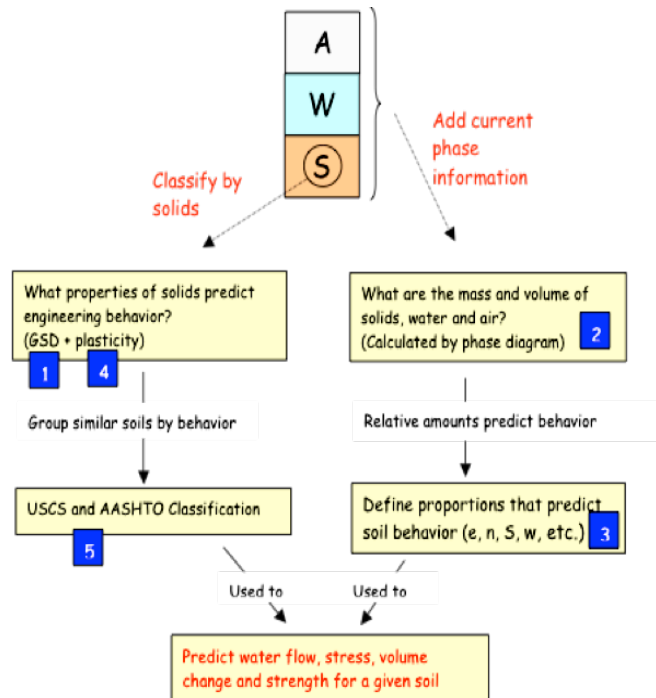 A
W
S
Add current
phase
information
Classify by
solids
What properties of solids predict
engineering behavior?
(GSD + plasticity)
1
4
What are the mass and volume of
solids, water and air?
(Calculated by phase diagram)
2
Group similar soils by behavior
Relative amounts predict behavior
USCS and AASHTO Classification
5
Define proportions that predict
soil behavior (e, n, S, w, etc.)
3
Used to
Used to
Predict water flow, stress, volume
change and strength for a given soil